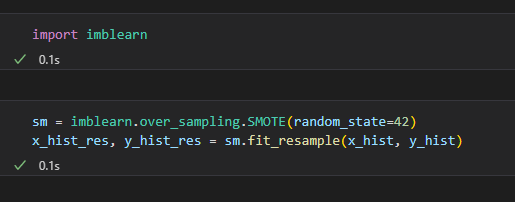 import imblearn
0.1s
sm = imblearn.over_sampling.SMOTE(random_state=42)
x_hist_res, y_hist_res = sm.fit_resample(x_hist, y_hist)
0.1s